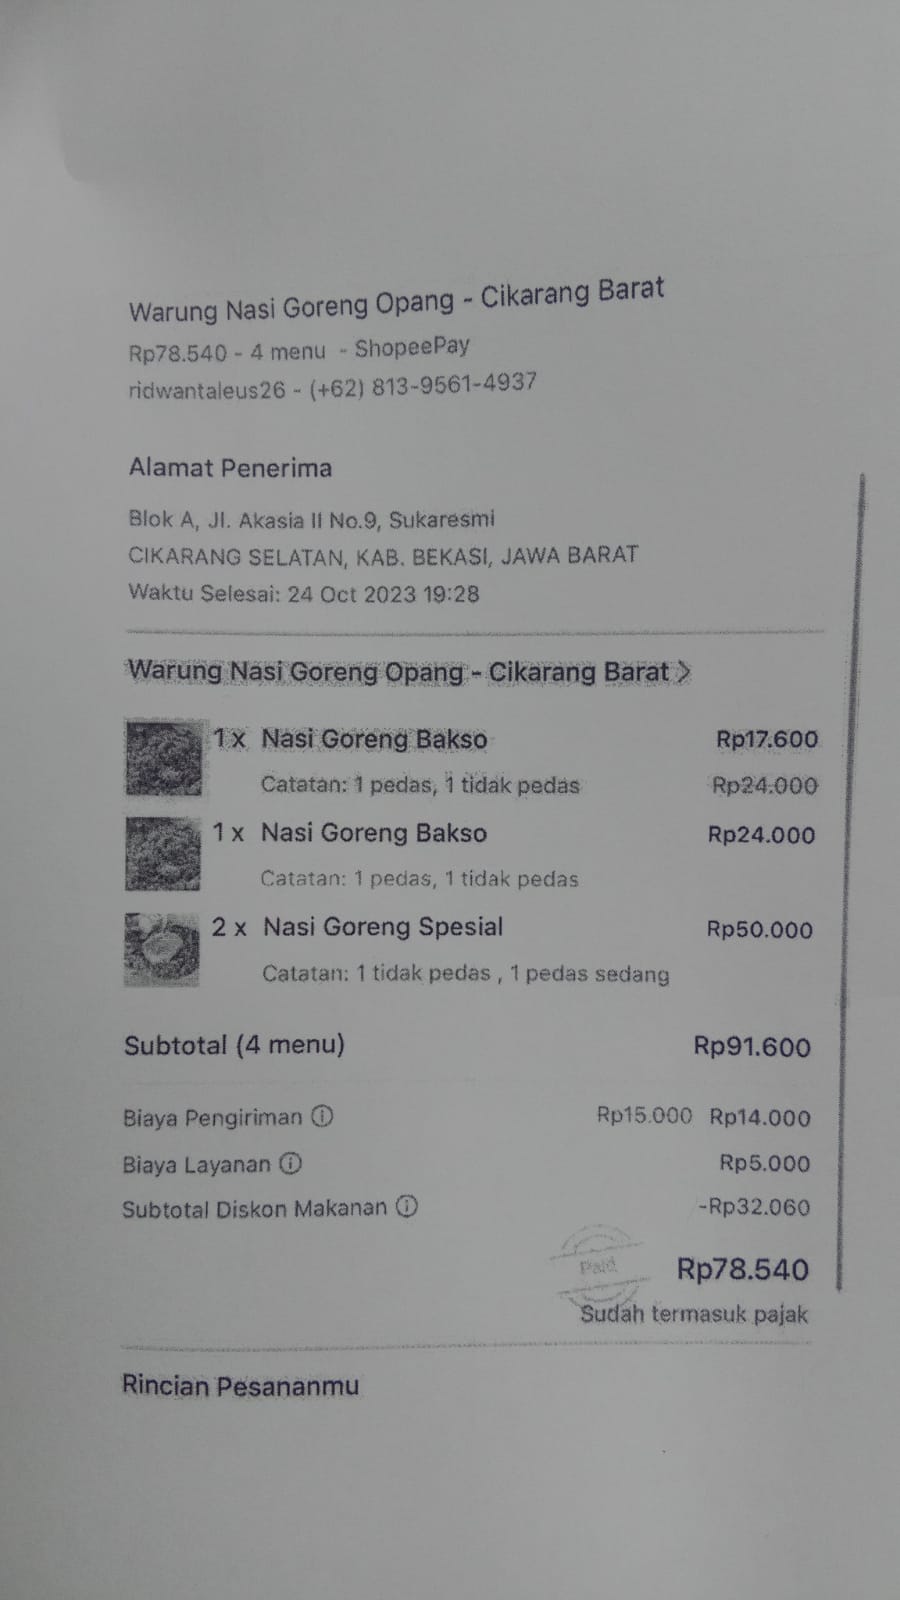 Warung Nasi Goreng Opang - Cikarang Barat
Rp78.540 - 4 menu - ShopeePay
ridwantaleus26 - (+62) 813-9561-4937
Alamat Penerima
Blok A, Jl. Akasia II No.9, Sukaresmi
CIKARANG SELATAN, KAB. BEKASI, JAWA BARAT
Waktu Selesai: 24 Oct 2023 19:28
Warung Nasi Goreng Opang - Cikarang Barat >
1 x Nasi Goreng Bakso Rp17.600
Catatan: 1 pedas, 1 tidak pedas Rp24.000
1 x Nasi Goreng Bakso Rp24.000
Catatan: 1 pedas, 1 tidak pedas
2 x Nasi Goreng Spesial Rp50.000
Catatan: 1 tidak pedas , 1 pedas sedang
Subtotal (4 menu) Rp91.600
Biaya Pengiriman ⓘ Rp15.000 Rp14.000
Biaya Layanan ⓘ Rp5.000
Subtotal Diskon Makanan ⓘ -Rp32.060
Paid Rp78.540
Sudah termasuk pajak
Rincian Pesananmu